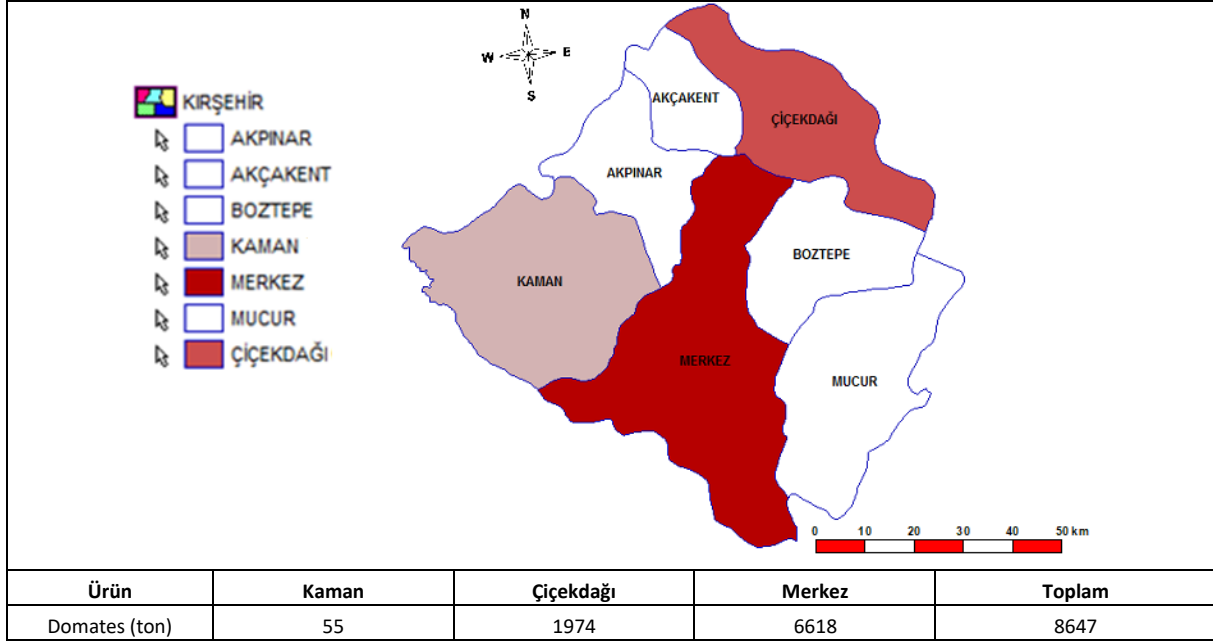 N
W E
S
KIRŞEHİR
AKPINAR
AKÇAKENT
BOZTEPE
KAMAN
MERKEZ
MUCUR
ÇİÇEKDAĞI
AKÇAKENT
ÇİÇEKDAĞI
AKPINAR
BOZTEPE
KAMAN
MERKEZ
MUCUR
0 10 20 30 40 50 km
Ürün Kaman Çiçekdağı Merkez Toplam
Domates (ton) 55 1974 6618 8647